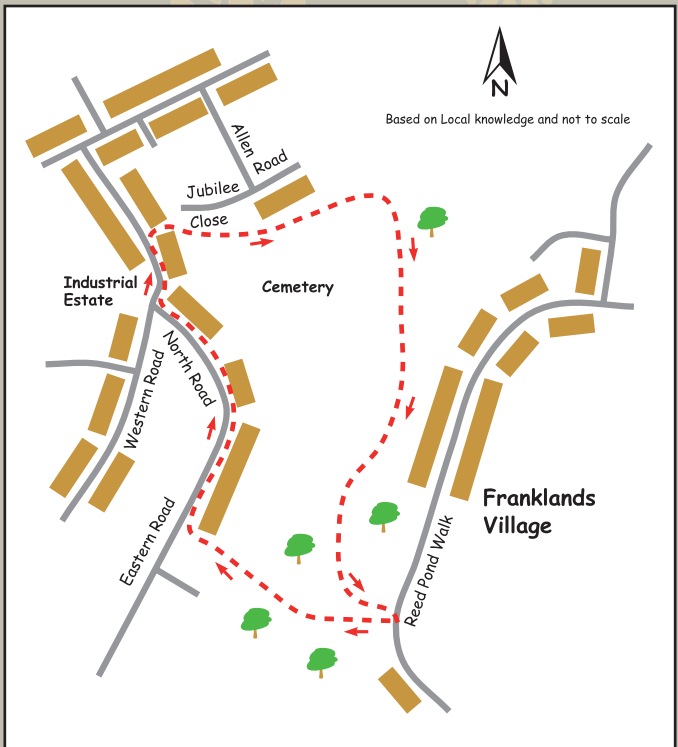 N
Based on Local knowledge and not to scale
Allen
Road
Jubilee
Close
Industrial
Estate
Cemetery
North Road
Western Road
Franklands
Village
Eastern Road
Reed Pond Walk